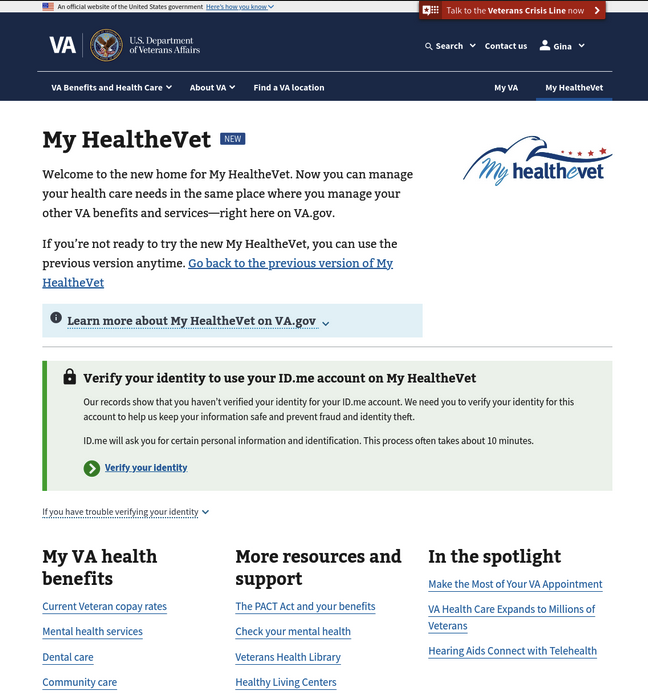 An official website of the United States government Here's how you know
Talk to the Veterans Crisis Line now
VA
U.S. Department
of Veterans Affairs
Search
Contact us
Gina
VA Benefits and Health Care
About VA
Find a VA location
My VA
My HealtheVet
My HealtheVet NEW
My healthevet
Welcome to the new home for My HealtheVet. Now you can manage
your health care needs in the same place where you manage your
other VA benefits and services—right here on VA.gov.
If you're not ready to try the new My HealtheVet, you can use the
previous version anytime. Go back to the previous version of My
HealtheVet
Learn more about My HealtheVet on VA.gov
Verify your identity to use your ID.me account on My HealtheVet
Our records show that you haven't verified your identity for your ID.me account. We need you to verify your identity for this
account to help us keep your information safe and prevent fraud and identity theft.
ID.me will ask you for certain personal information and identification. This process often takes about 10 minutes.
Verify your identity
If you have trouble verifying your identity
My VA health
benefits
Current Veteran copay rates
Mental health services
Dental care
Community care
More resources and
support
The PACT Act and your benefits
Check your mental health
Veterans Health Library
Healthy Living Centers
In the spotlight
Make the Most of Your VA Appointment
VA Health Care Expands to Millions of
Veterans
Hearing Aids Connect with Telehealth